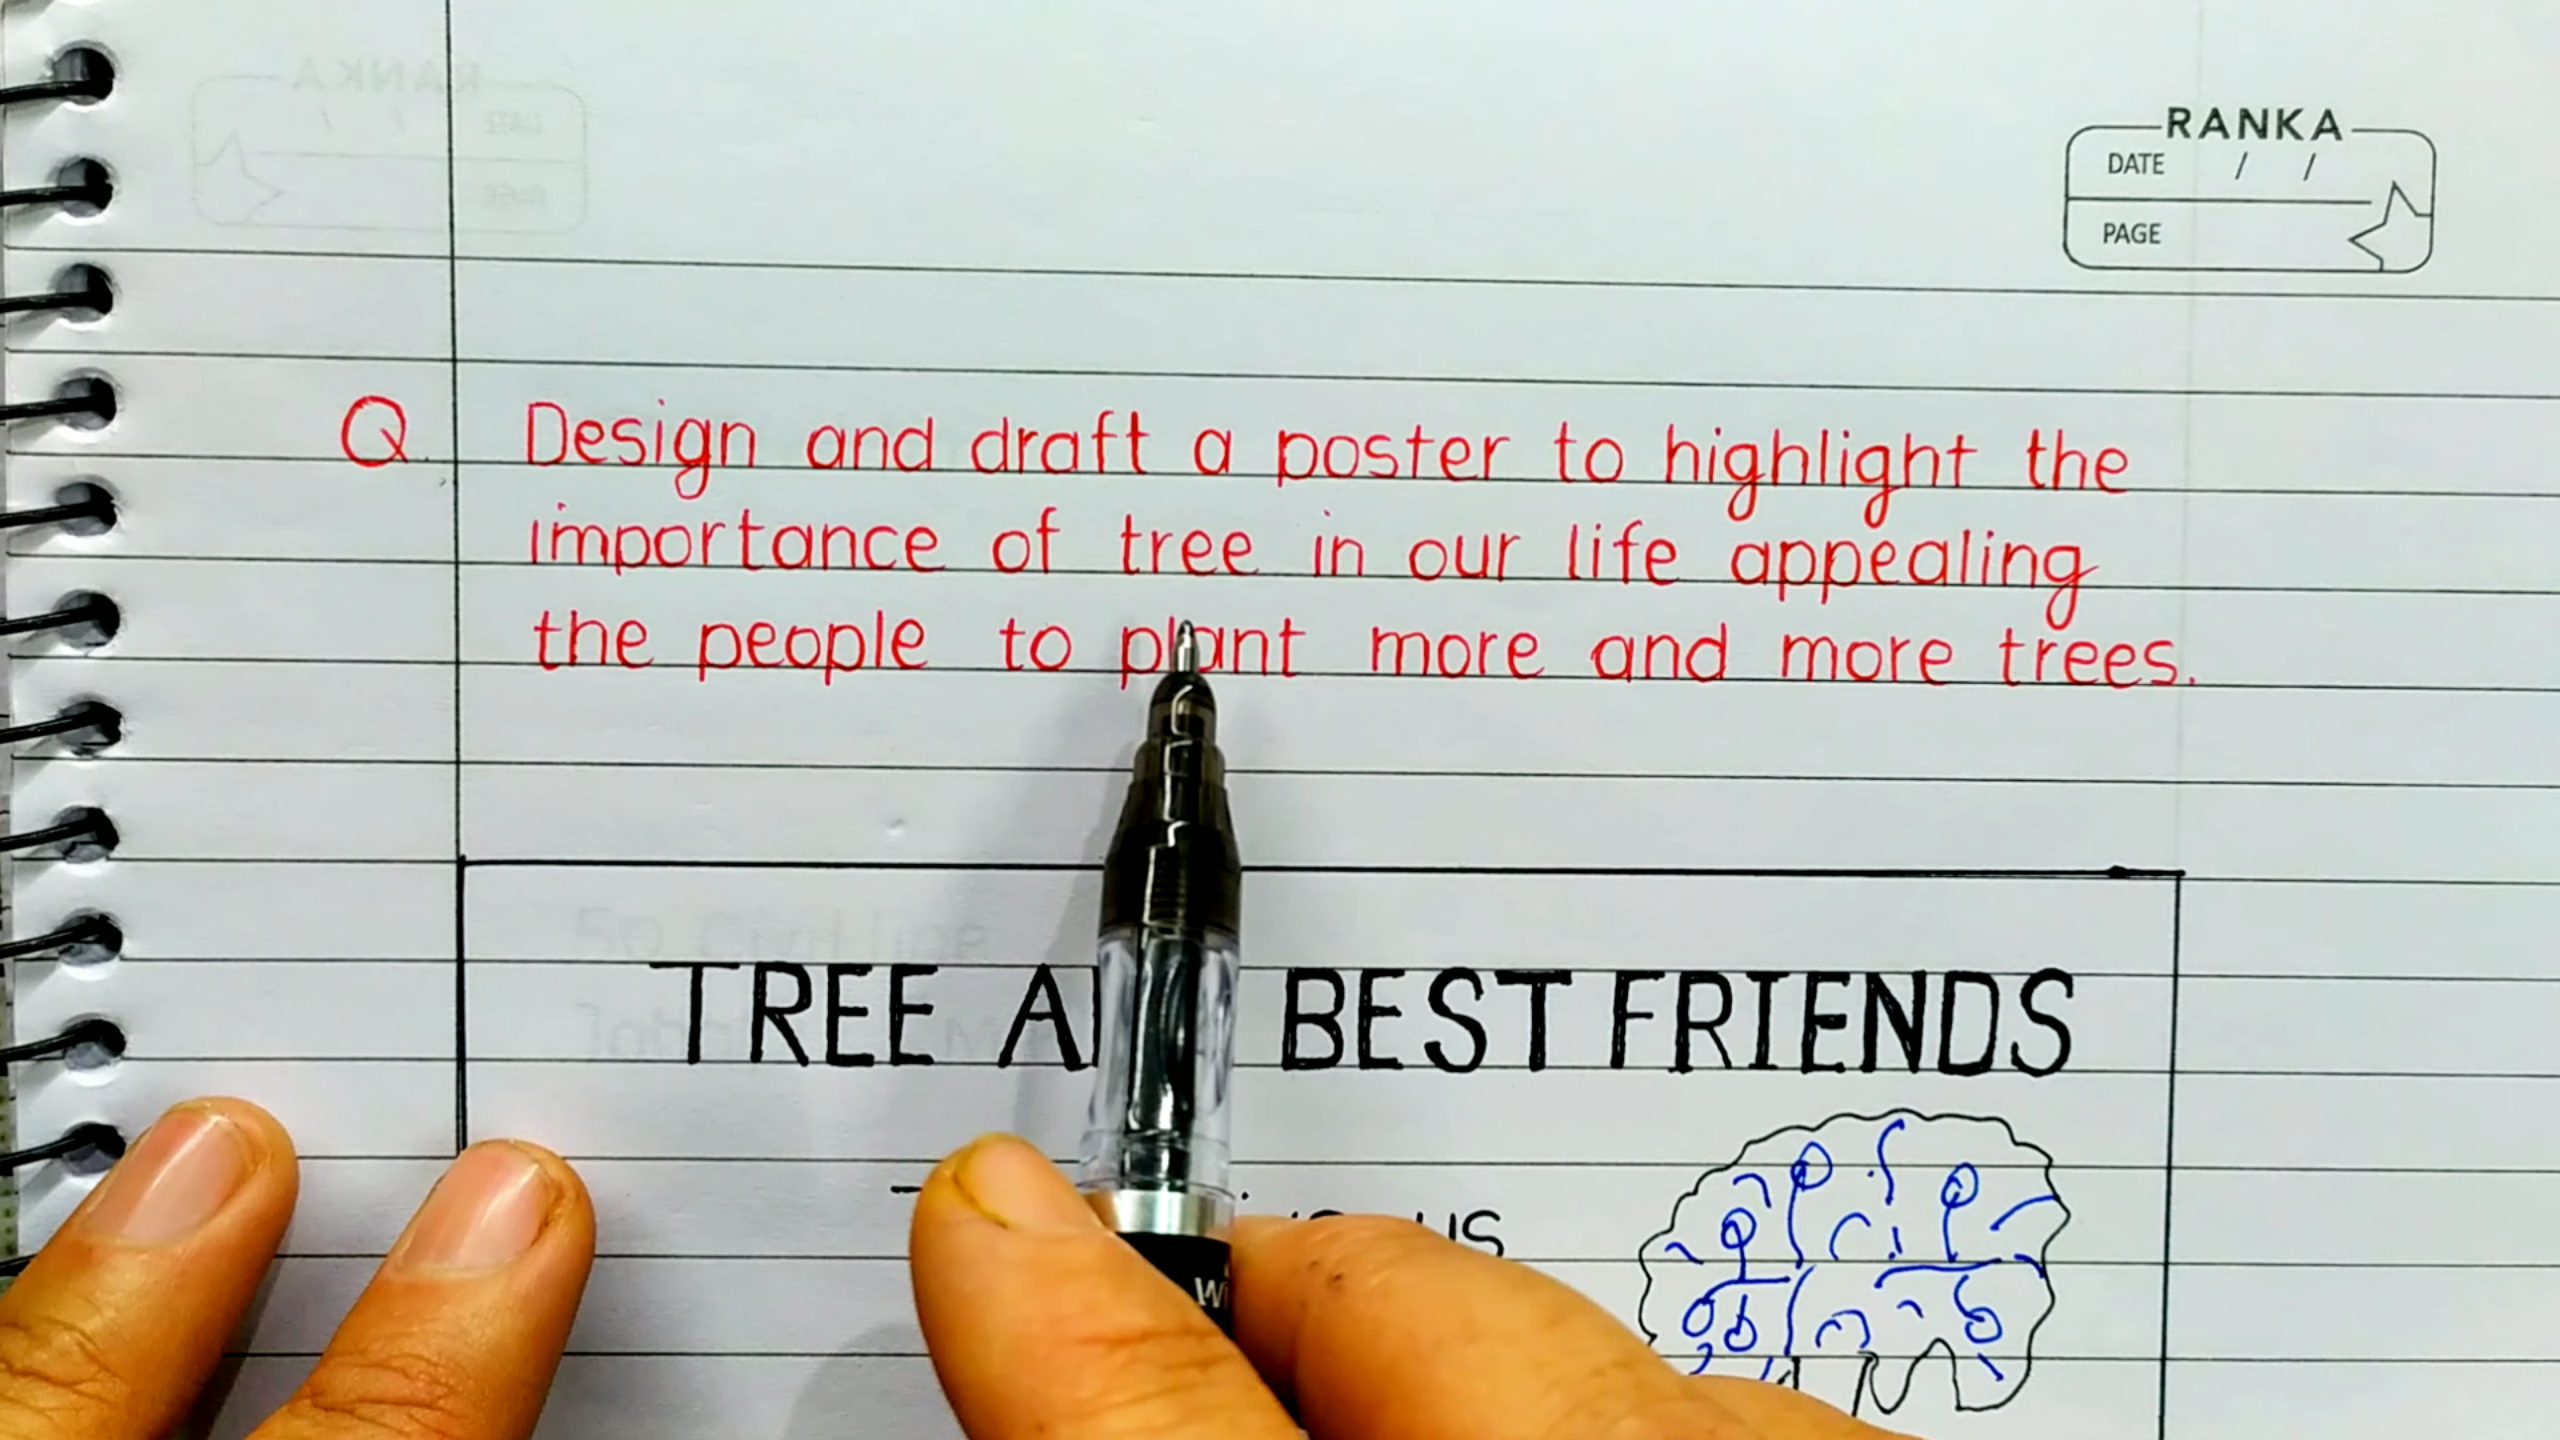 RANKA
DATE / /
PAGE
Q. Design and draft a poster to highlight the
importance of tree in our life appealing
the people to plant more and more trees.
TREE BEST FRIENDS
US